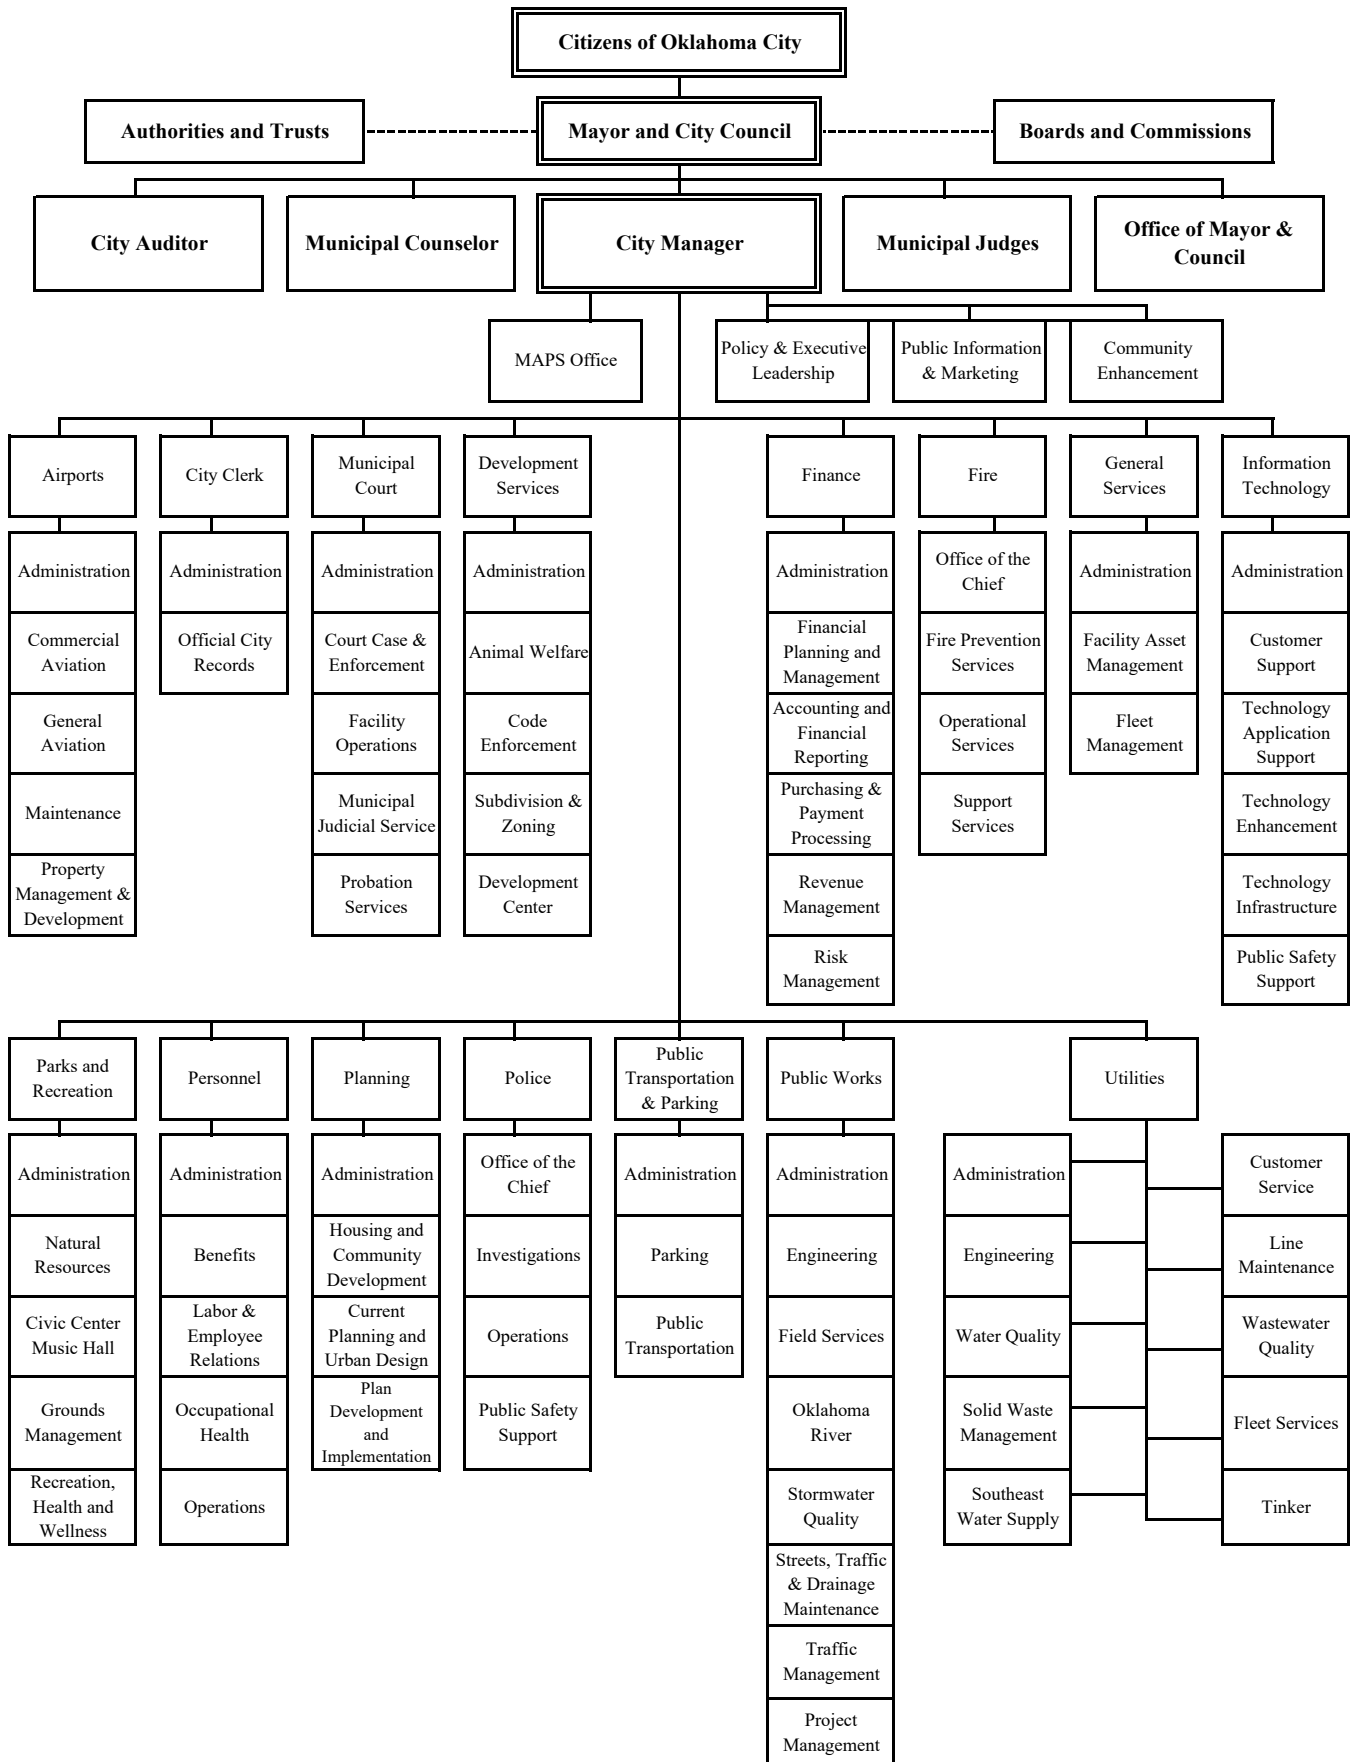 Citizens of Oklahoma City
Authorities and Trusts
Mayor and City Council
Boards and Commissions
City Auditor
Municipal Counselor
City Manager
Municipal Judges
Office of Mayor &
Council
MAPS Office
Policy & Executive
Leadership
Public Information
& Marketing
Community
Enhancement
Airports
City Clerk
Municipal
Court
Development
Services
Finance
Fire
General
Services
Information
Technology
Administration
Commercial
Aviation
General
Aviation
Maintenance
Property
Management &
Development
Administration
Official City
Records
Administration
Court Case &
Enforcement
Facility
Operations
Municipal
Judicial Service
Probation
Services
Administration
Animal Welfare
Code
Enforcement
Subdivision &
Zoning
Development
Center
Administration
Financial
Planning and
Management
Accounting and
Financial
Reporting
Purchasing &
Payment
Processing
Revenue
Management
Risk
Management
Office of the
Chief
Fire Prevention
Services
Operational
Services
Support
Services
Administration
Facility Asset
Management
Fleet
Management
Administration
Customer
Support
Technology
Application
Support
Technology
Enhancement
Technology
Infrastructure
Public Safety
Support
Parks and
Recreation
Personnel
Planning
Police
Public
Transportation
& Parking
Public Works
Utilities
Administration
Natural
Resources
Civic Center
Music Hall
Grounds
Management
Recreation,
Health and
Wellness
Administration
Benefits
Labor &
Employee
Relations
Occupational
Health
Operations
Administration
Housing and
Community
Development
Current
Planning and
Urban Design
Plan
Development
and
Implementation
Office of the
Chief
Investigations
Operations
Public Safety
Support
Administration
Parking
Public
Transportation
Administration
Engineering
Field Services
Oklahoma
River
Stormwater
Quality
Streets, Traffic
& Drainage
Maintenance
Traffic
Management
Project
Management
Administration
Engineering
Water Quality
Solid Waste
Management
Southeast
Water Supply
Customer
Service
Line
Maintenance
Wastewater
Quality
Fleet Services
Tinker